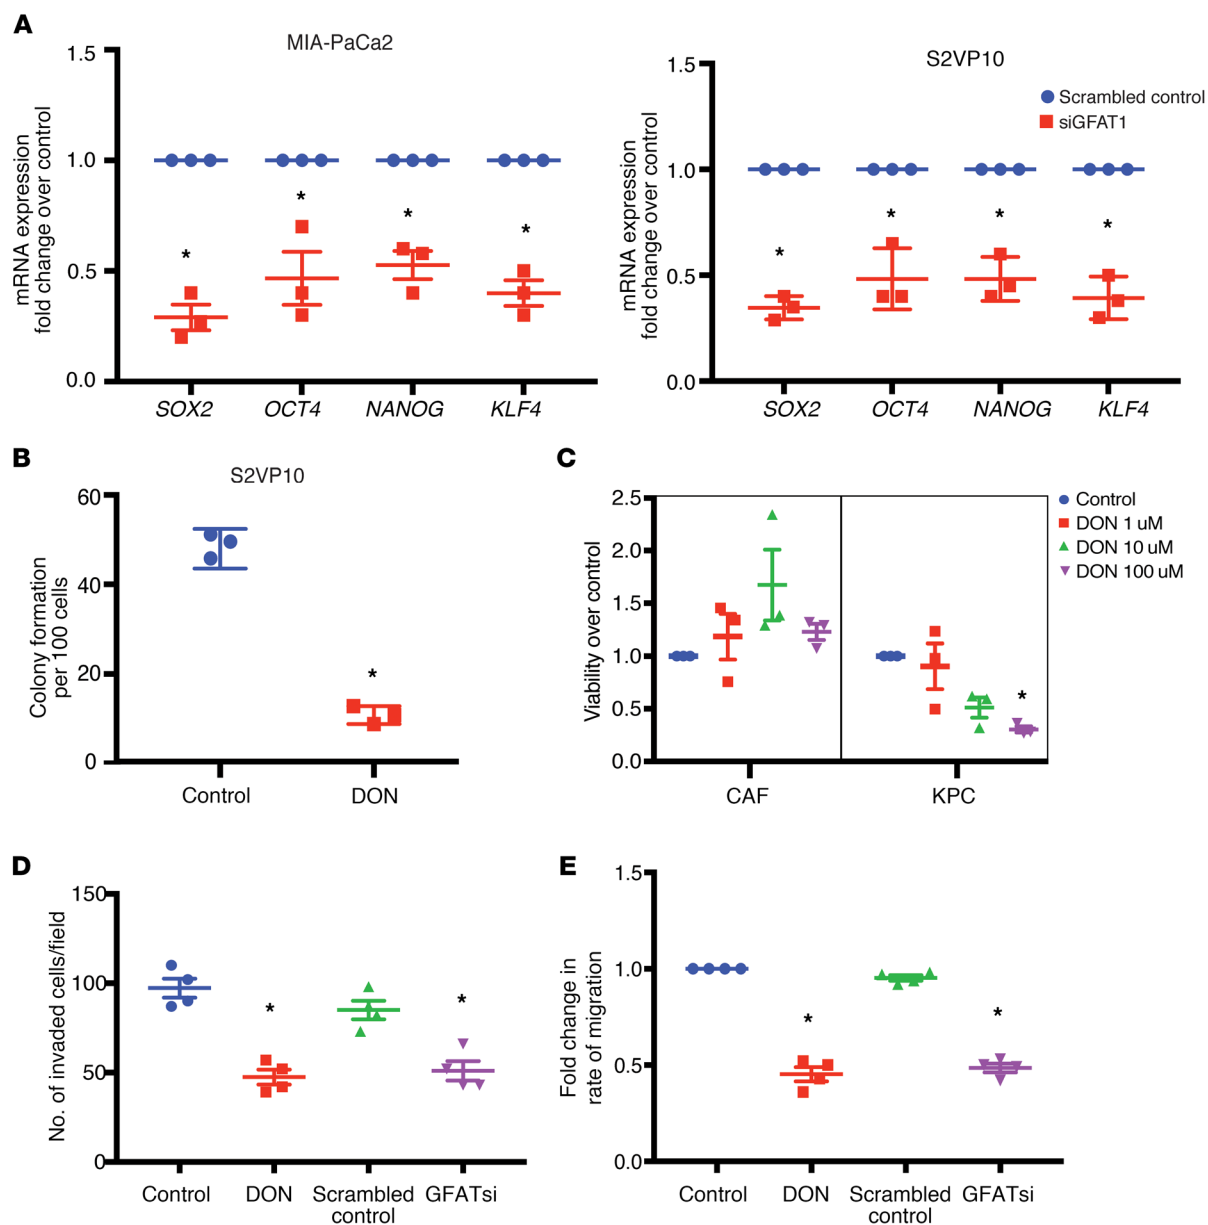 A
MIA-PaCa2
mRNA expression
fold change over control
1.5
1.0
0.5
0.0
*
*
*
*
SOX2 OCT4 NANOG KLF4
S2VP10
Scrambled control
siGFAT1
mRNA expression
fold change over control
1.5
1.0
0.5
0.0
*
*
*
*
SOX2 OCT4 NANOG KLF4
B
S2VP10
Colony formation
per 100 cells
60
40
20
0
*
Control DON
C
Viability over control
2.5
2.0
1.5
1.0
0.5
0.0
*
CAF KPC
Control
DON 1 uM
DON 10 uM
DON 100 uM
D
No. of invaded cells/field
150
100
50
0
*
*
Control DON Scrambled GFATsi
control
E
Fold change in
rate of migration
1.5
1.0
0.5
0.0
*
*
Control DON Scrambled GFATsi
control